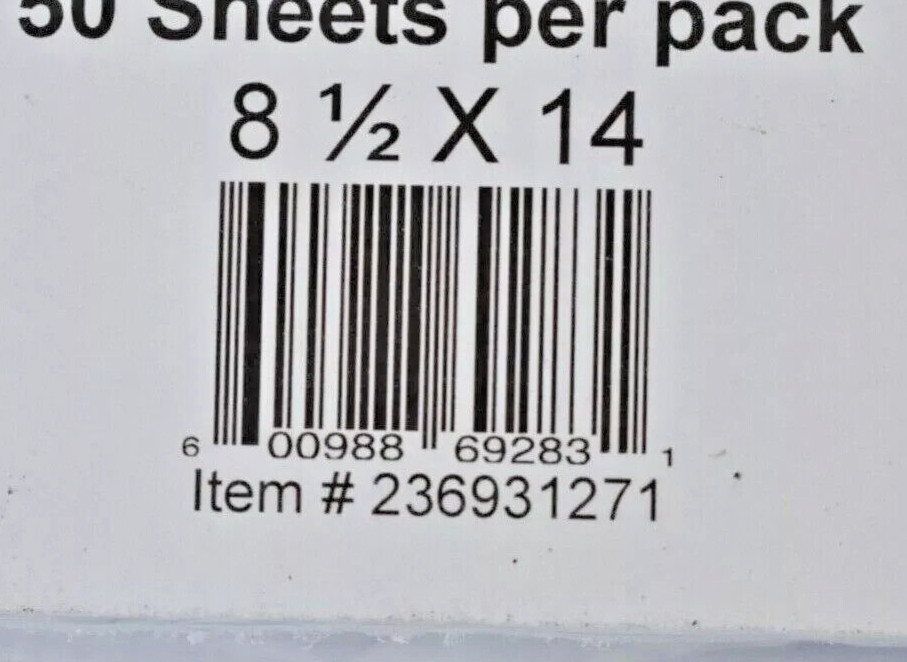 50 Sheets per pack
8 ½ X 14
6 00988 69283 1
Item # 236931271